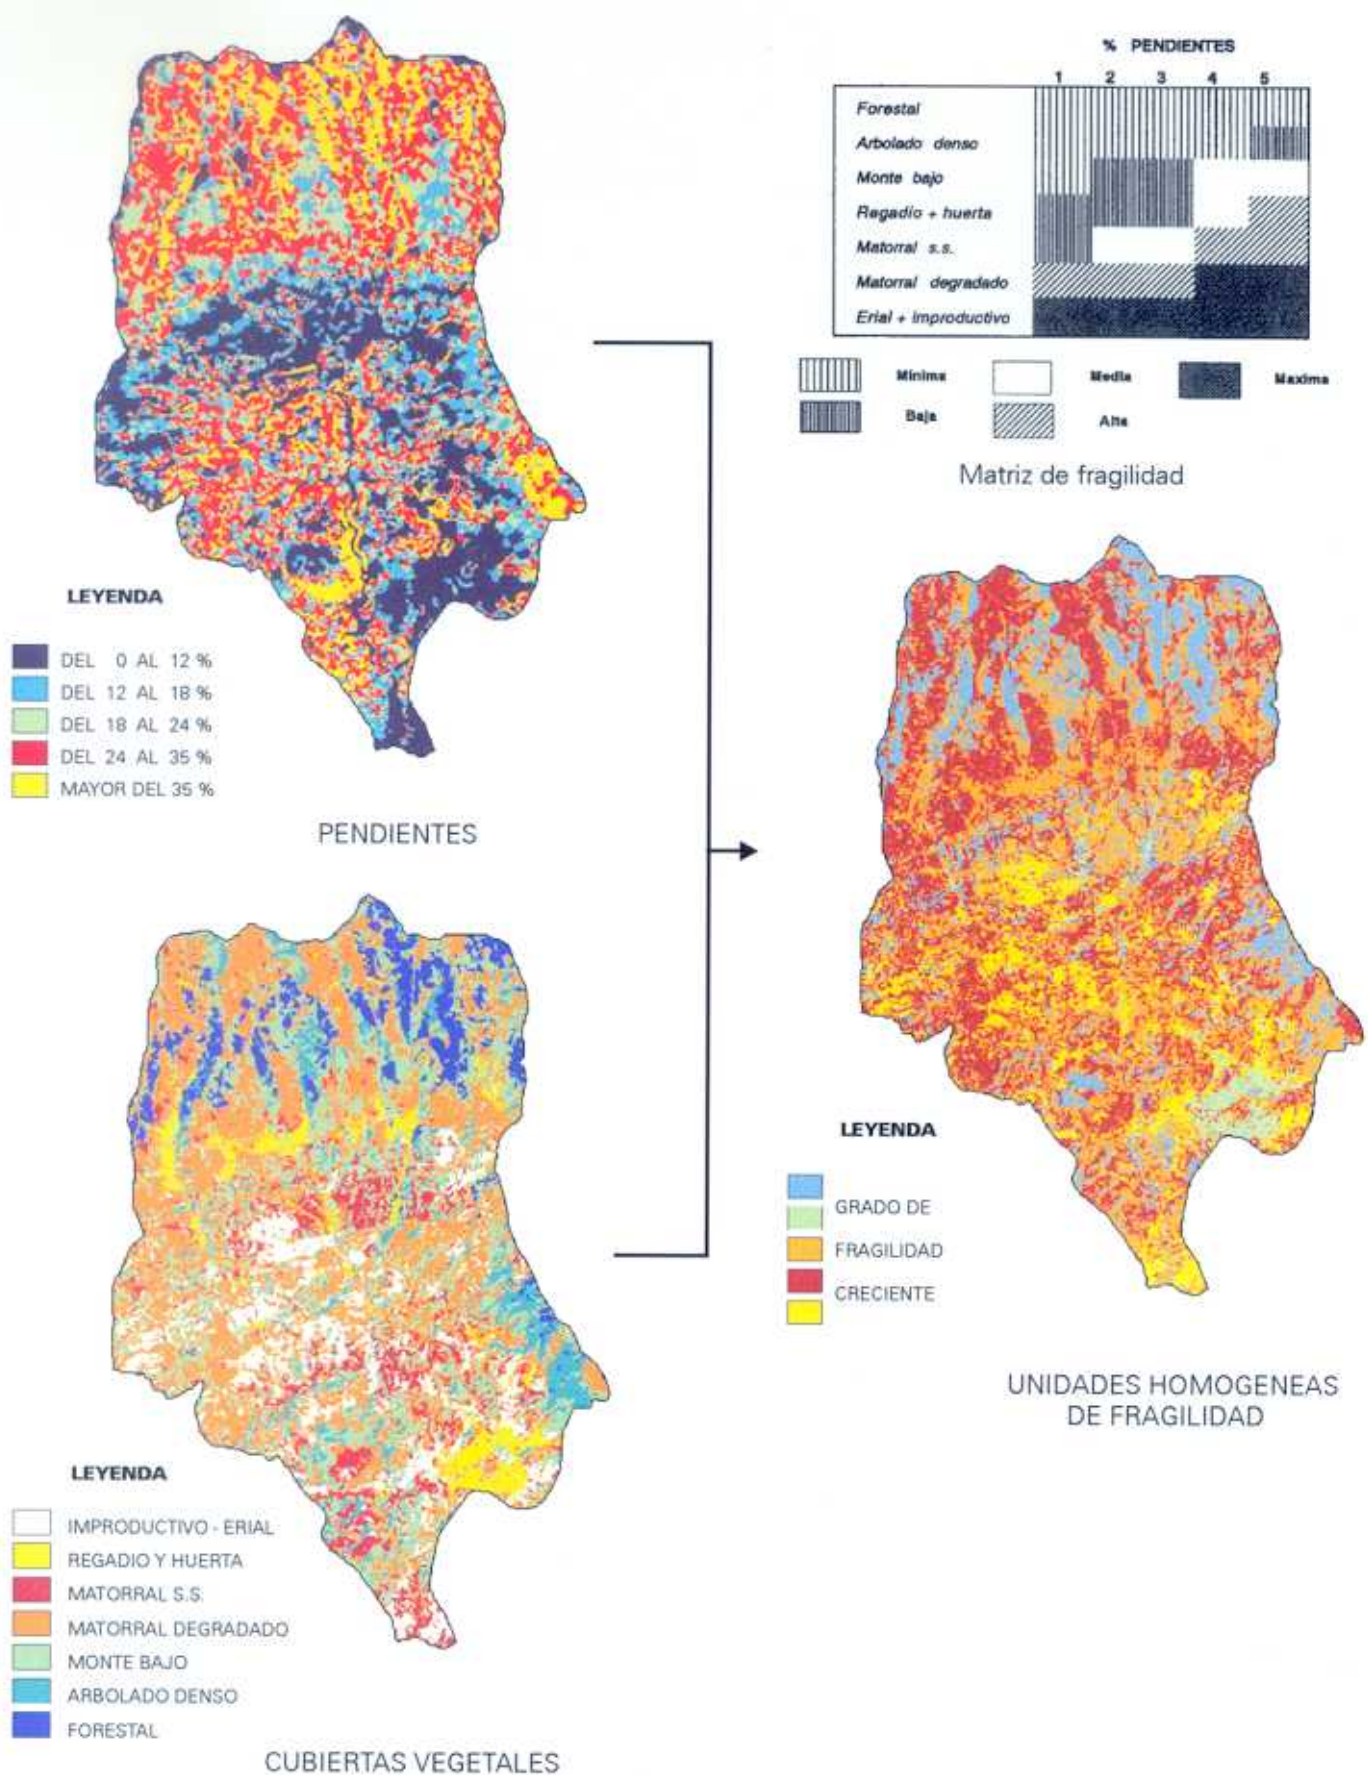 % PENDIENTES
1 2 3 4 5
Forestal
Arbolado denso
Monte bajo
Regadío + huerta
Matorral s.s.
Matorral degradado
Erial + improductivo
Minima Media Maxima
Baja Alta
Matriz de fragilidad
LEYENDA
DEL 0 AL 12 %
DEL 12 AL 18 %
DEL 18 AL 24 %
DEL 24 AL 35 %
MAYOR DEL 35 %
PENDIENTES
LEYENDA
GRADO DE
FRAGILIDAD
CRECIENTE
UNIDADES HOMOGENEAS
DE FRAGILIDAD
LEYENDA
IMPRODUCTIVO - ERIAL
REGADIO Y HUERTA
MATORRAL S.S.
MATORRAL DEGRADADO
MONTE BAJO
ARBOLADO DENSO
FORESTAL
CUBIERTAS VEGETALES